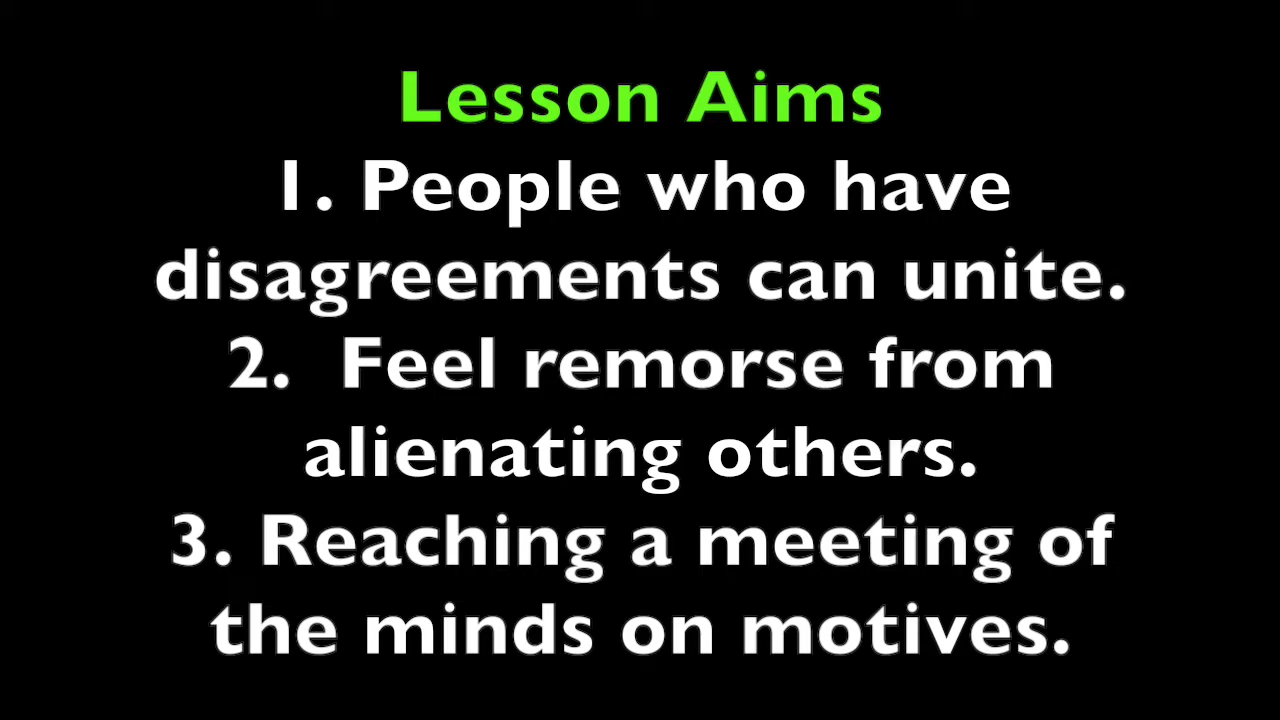 Lesson Aims
1. People who have
disagreements can unite.
2.  Feel remorse from
alienating others.
3. Reaching a meeting of
the minds on motives.